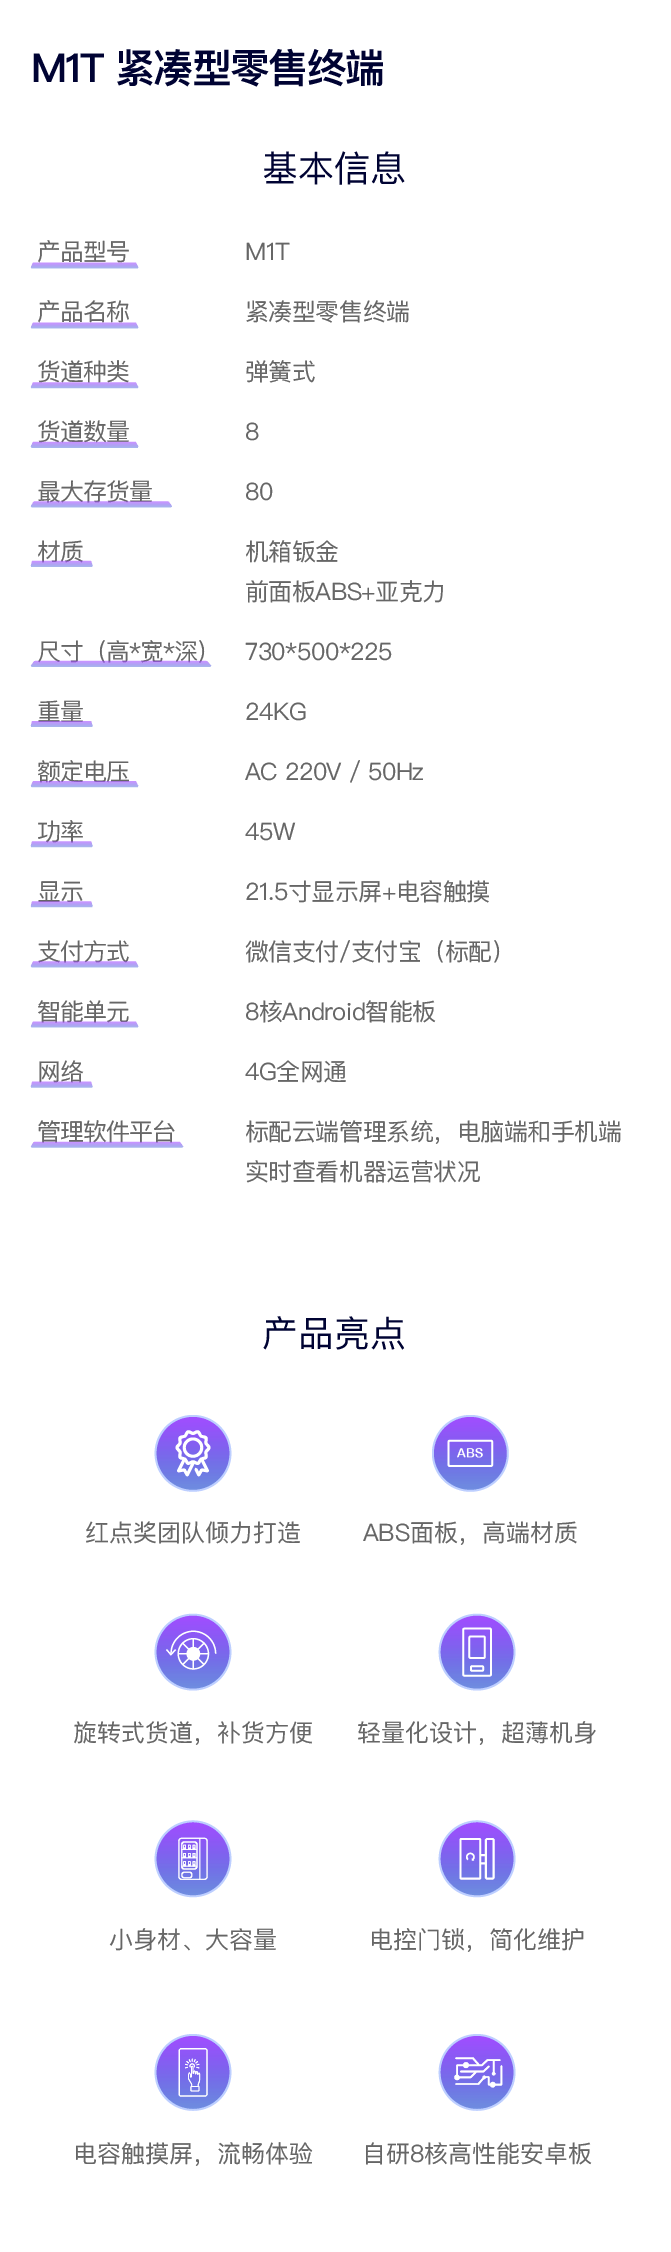 M1T 紧凑型零售终端
基本信息
产品型号 M1T
产品名称 紧凑型零售终端
货道种类 弹簧式
货道数量 8
最大存货量 80
材质 机箱钣金
前面板ABS+亚克力
尺寸（高*宽*深） 730*500*225
重量 24KG
额定电压 AC 220V / 50Hz
功率 45W
显示 21.5寸显示屏+电容触摸
支付方式 微信支付/支付宝（标配）
智能单元 8核Android智能板
网络 4G全网通
管理软件平台 标配云端管理系统，电脑端和手机端
实时查看机器运营状况
产品亮点
ABS
红点奖团队倾力打造 ABS面板，高端材质
旋转式货道，补货方便 轻量化设计，超薄机身
小身材、大容量 电控门锁，简化维护
电容触摸屏，流畅体验 自研8核高性能安卓板